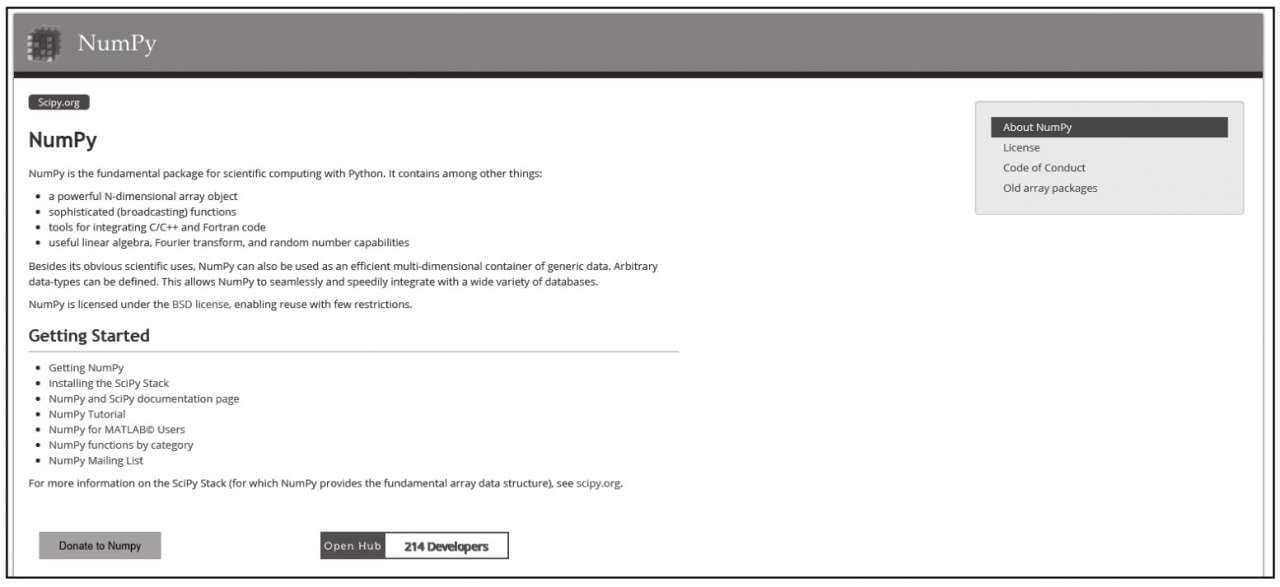 NumPy
Scipy.org
NumPy
NumPy is the fundamental package for scientific computing with Python. It contains among other things:
• a powerful N-dimensional array object
• sophisticated (broadcasting) functions
• tools for integrating C/C++ and Fortran code
• useful linear algebra, Fourier transform, and random number capabilities
Besides its obvious scientific uses, NumPy can also be used as an efficient multi-dimensional container of generic data. Arbitrary
data-types can be defined. This allows NumPy to seamlessly and speedily integrate with a wide variety of databases.
NumPy is licensed under the BSD license, enabling reuse with few restrictions.
Getting Started
• Getting NumPy
• Installing the SciPy Stack
• NumPy and SciPy documentation page
• NumPy Tutorial
• NumPy for MATLAB© Users
• NumPy functions by category
• NumPy Mailing List
For more information on the SciPy Stack (for which NumPy provides the fundamental array data structure), see scipy.org.
Donate to Numpy
Open Hub 214 Developers
About NumPy
License
Code of Conduct
Old array packages